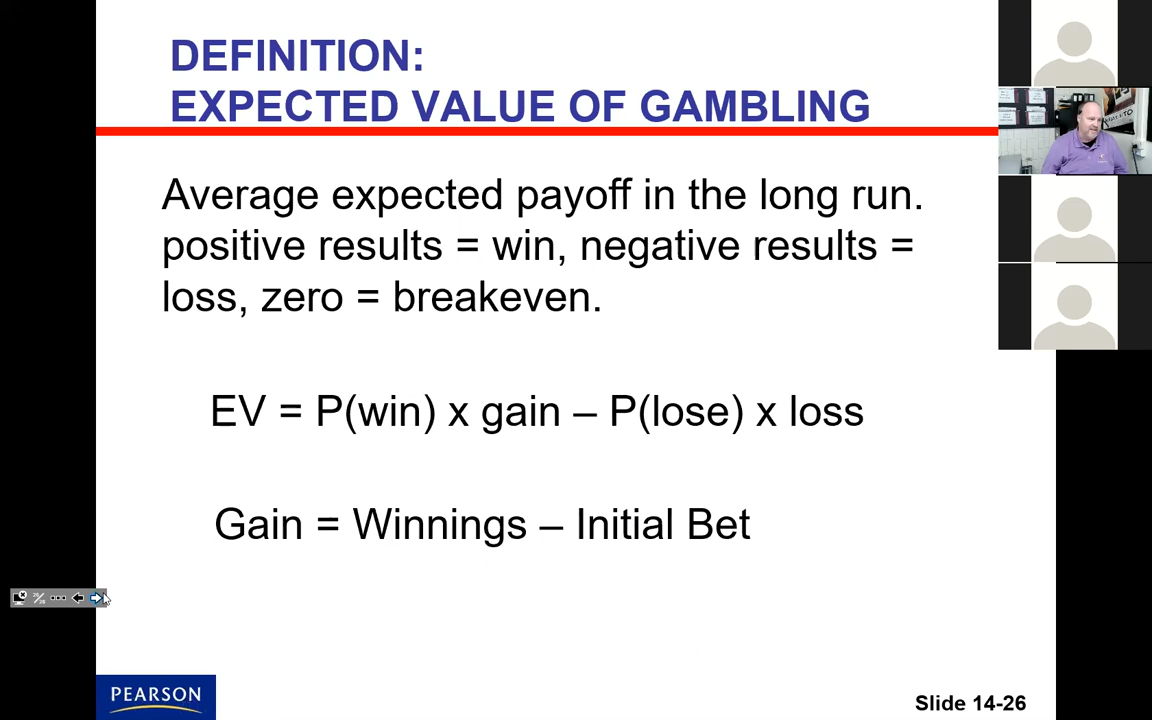 DEFINITION:
EXPECTED VALUE OF GAMBLING
Average expected payoff in the long run.
positive results = win, negative results =
loss, zero = breakeven.
EV = P(win) x gain – P(lose) x loss
Gain = Winnings – Initial Bet
PEARSON
Slide 14-26